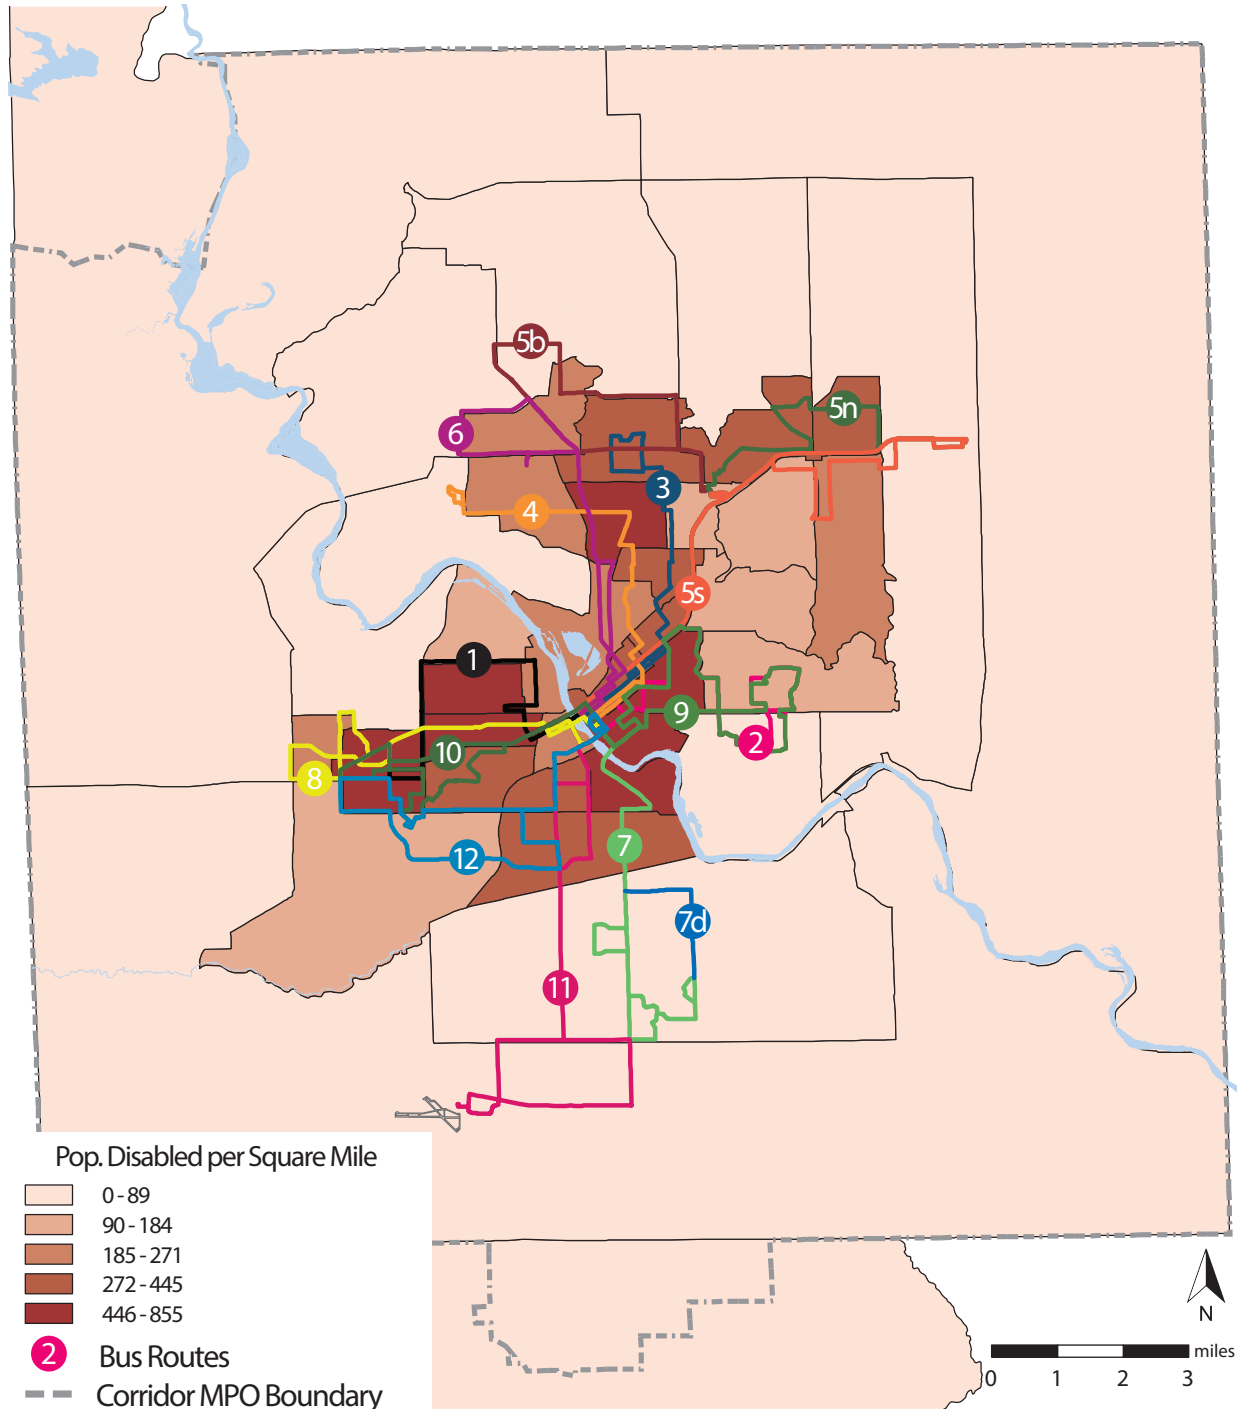 5b
5n
6
3
4
5s
1
9
2
10
8
7
12
7d
11
Pop. Disabled per Square Mile
0 - 89
90 - 184
185 - 271
272 - 445
446 - 855
2 Bus Routes
Corridor MPO Boundary
N
miles
0 1 2 3